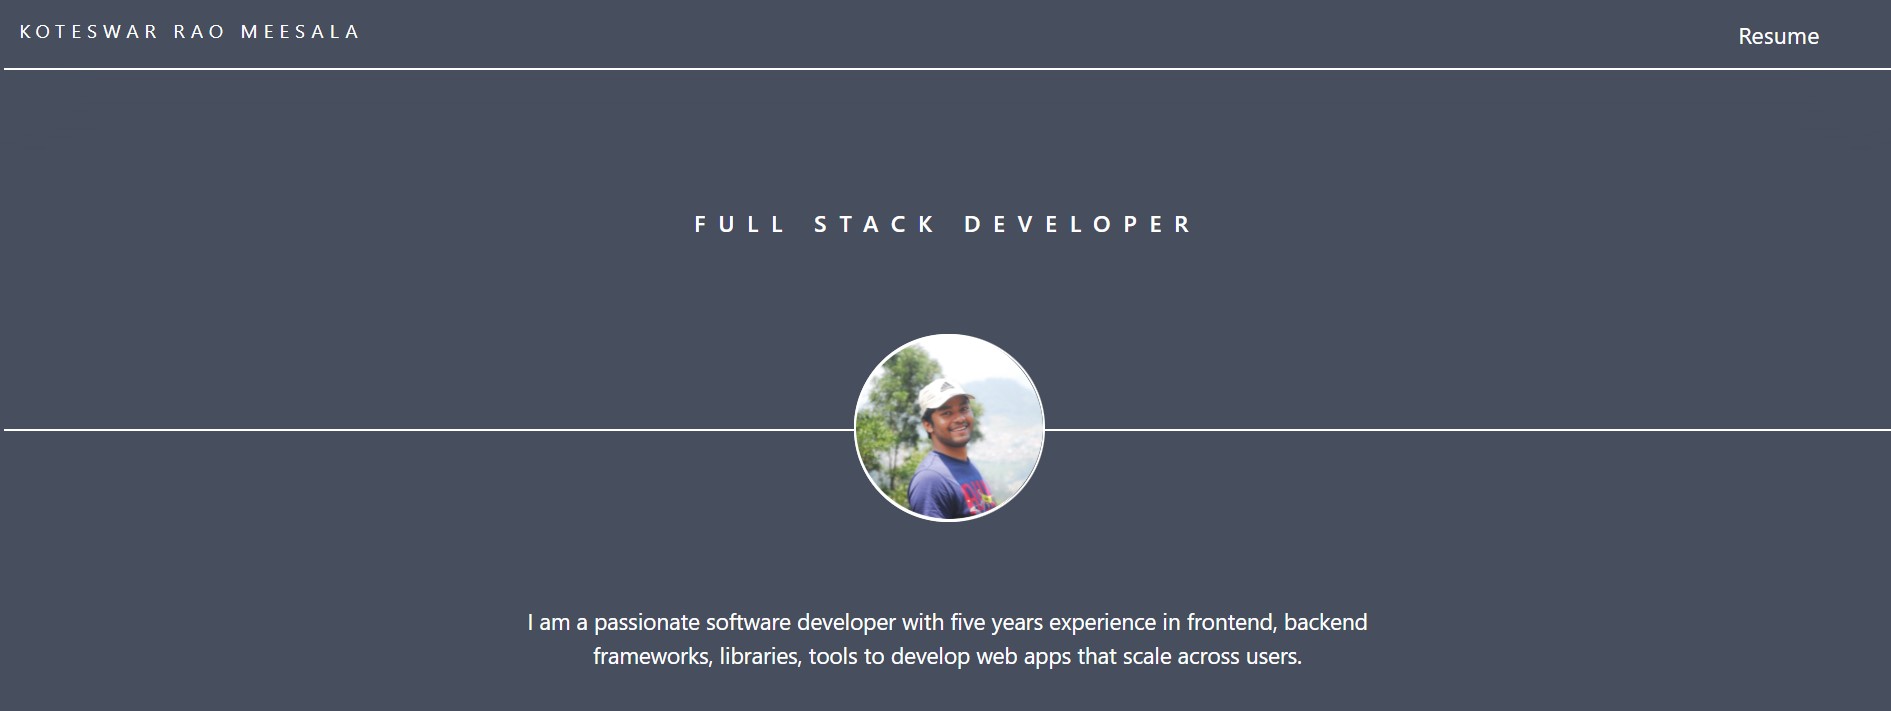 KOTESWAR RAO MEESALA
Resume
FULL STACK DEVELOPER
I am a passionate software developer with five years experience in frontend, backend
frameworks, libraries, tools to develop web apps that scale across users.